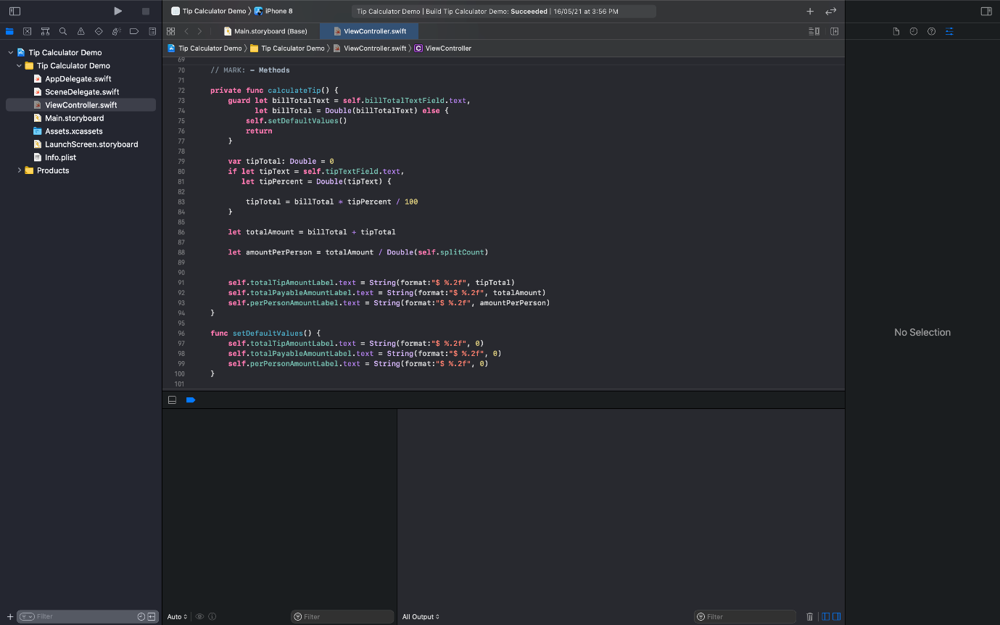 Tip Calculator Demo
iPhone 8
Tip Calculator Demo | Build Tip Calculator Demo: Succeeded | 16/05/21 at 3:56 PM
Main.storyboard (Base)
ViewController.swift
Tip Calculator Demo
Tip Calculator Demo
ViewController.swift
C ViewController
Tip Calculator Demo
Tip Calculator Demo
AppDelegate.swift
SceneDelegate.swift
ViewController.swift
Main.storyboard
Assets.xcassets
LaunchScreen.storyboard
Info.plist
Products
69
70 // MARK: - Methods
71
72 private func calculateTip() {
73 guard let billTotalText = self.billTotalTextField.text,
74 let billTotal = Double(billTotalText) else {
75 self.setDefaultValues()
76 return
77 }
78
79 var tipTotal: Double = 0
80 if let tipText = self.tipTextField.text,
81 let tipPercent = Double(tipText) {
82
83 tipTotal = billTotal * tipPercent / 100
84 }
85
86 let totalAmount = billTotal + tipTotal
87
88 let amountPerPerson = totalAmount / Double(self.splitCount)
89
90
91 self.totalTipAmountLabel.text = String(format:"$ %.2f", tipTotal)
92 self.totalPayableAmountLabel.text = String(format:"$ %.2f", totalAmount)
93 self.perPersonAmountLabel.text = String(format:"$ %.2f", amountPerPerson)
94 }
95
96 func setDefaultValues() {
97 self.totalTipAmountLabel.text = String(format:"$ %.2f", 0)
98 self.totalPayableAmountLabel.text = String(format:"$ %.2f", 0)
99 self.perPersonAmountLabel.text = String(format:"$ %.2f", 0)
100 }
101
No Selection
Filter
Auto
Filter
All Output
Filter